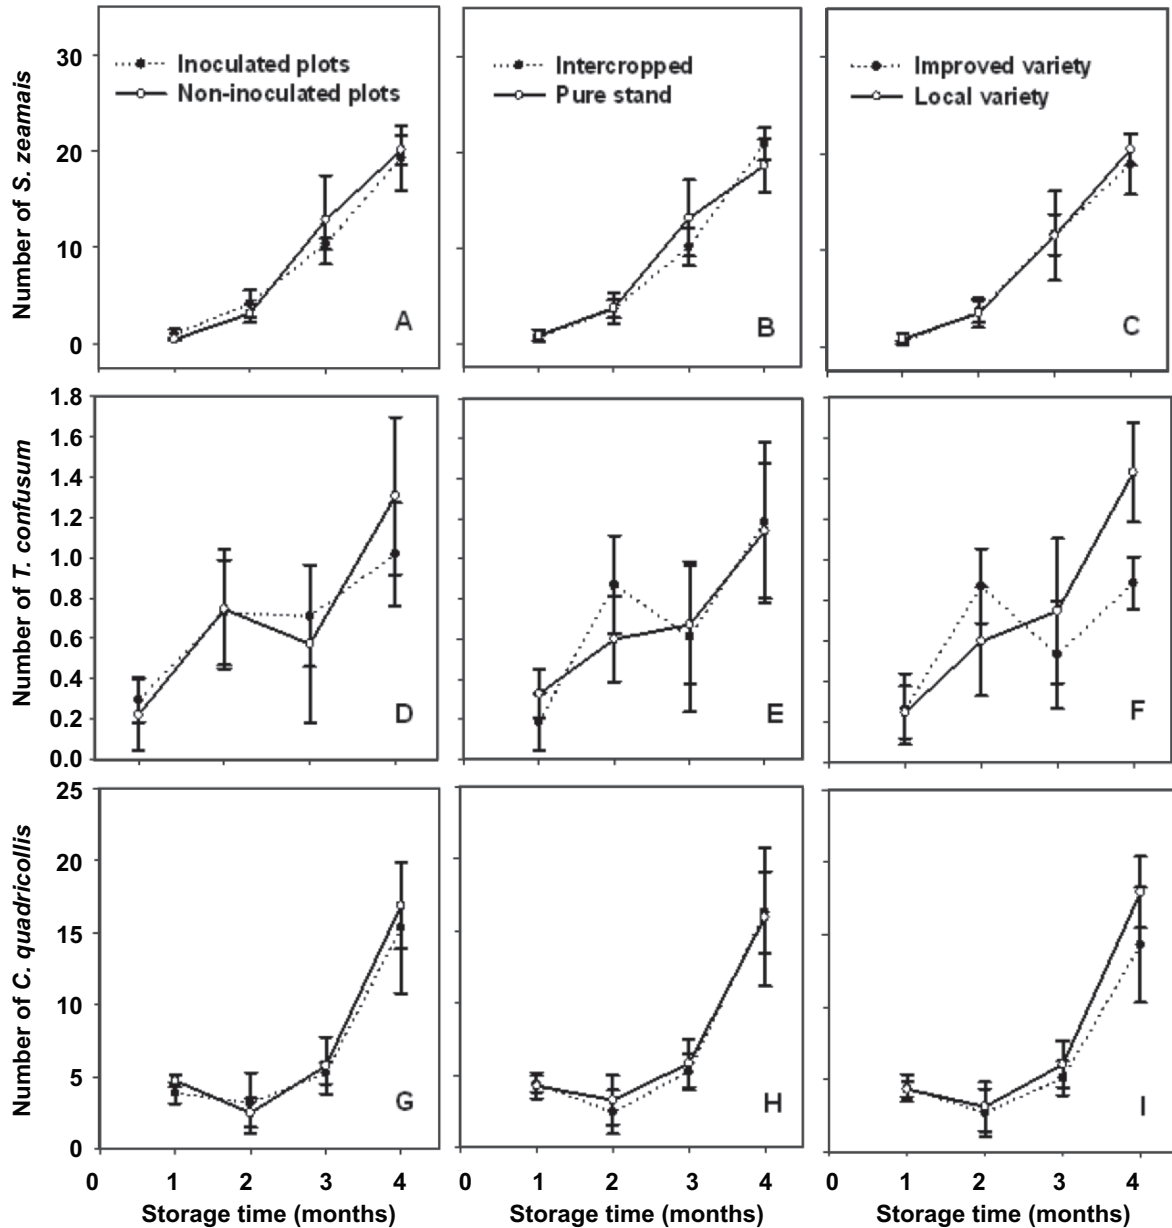 Number of S. zeamais
30
20
10
0
Inoculated plots
Non-inoculated plots
A
Intercropped
Pure stand
B
Improved variety
Local variety
C
Number of T. confusum
1.8
1.6
1.4
1.2
1.0
0.8
0.6
0.4
0.2
0.0
D
E
F
Number of C. quadricollis
25
20
15
10
5
0
G
H
I
0 1 2 3 4
0 1 2 3 4
0 1 2 3 4
Storage time (months)
Storage time (months)
Storage time (months)